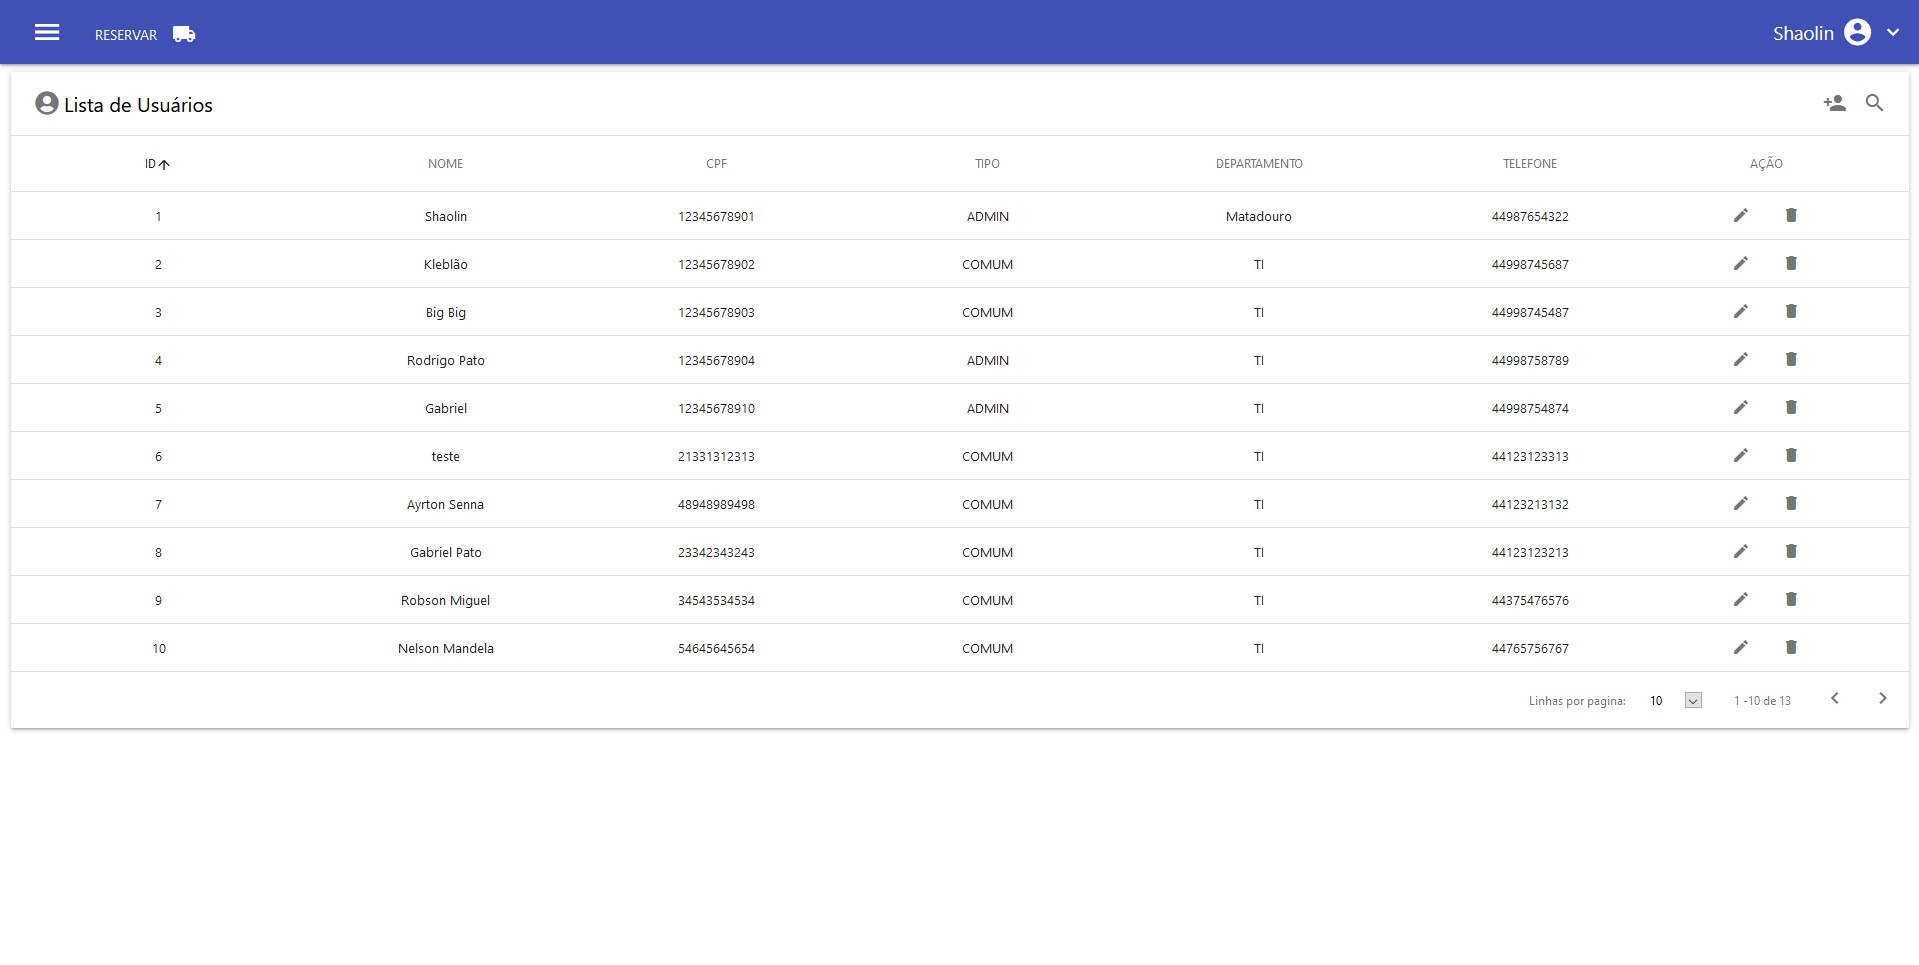 RESERVAR Shaolin
Lista de Usuários
ID NOME CPF TIPO DEPARTAMENTO TELEFONE AÇÃO
1 Shaolin 12345678901 ADMIN Matadouro 44987654322
2 Kleblão 12345678902 COMUM TI 44998745687
3 Big Big 12345678903 COMUM TI 44998745487
4 Rodrigo Pato 12345678904 ADMIN TI 44998758789
5 Gabriel 12345678910 ADMIN TI 44998754874
6 teste 21331312313 COMUM TI 44123123313
7 Ayrton Senna 48948989498 COMUM TI 44123213132
8 Gabriel Pato 23342343243 COMUM TI 44123123213
9 Robson Miguel 34543534534 COMUM TI 44375476576
10 Nelson Mandela 54645645654 COMUM TI 44765756767
Linhas por pagina: 10 1 -10 de 13